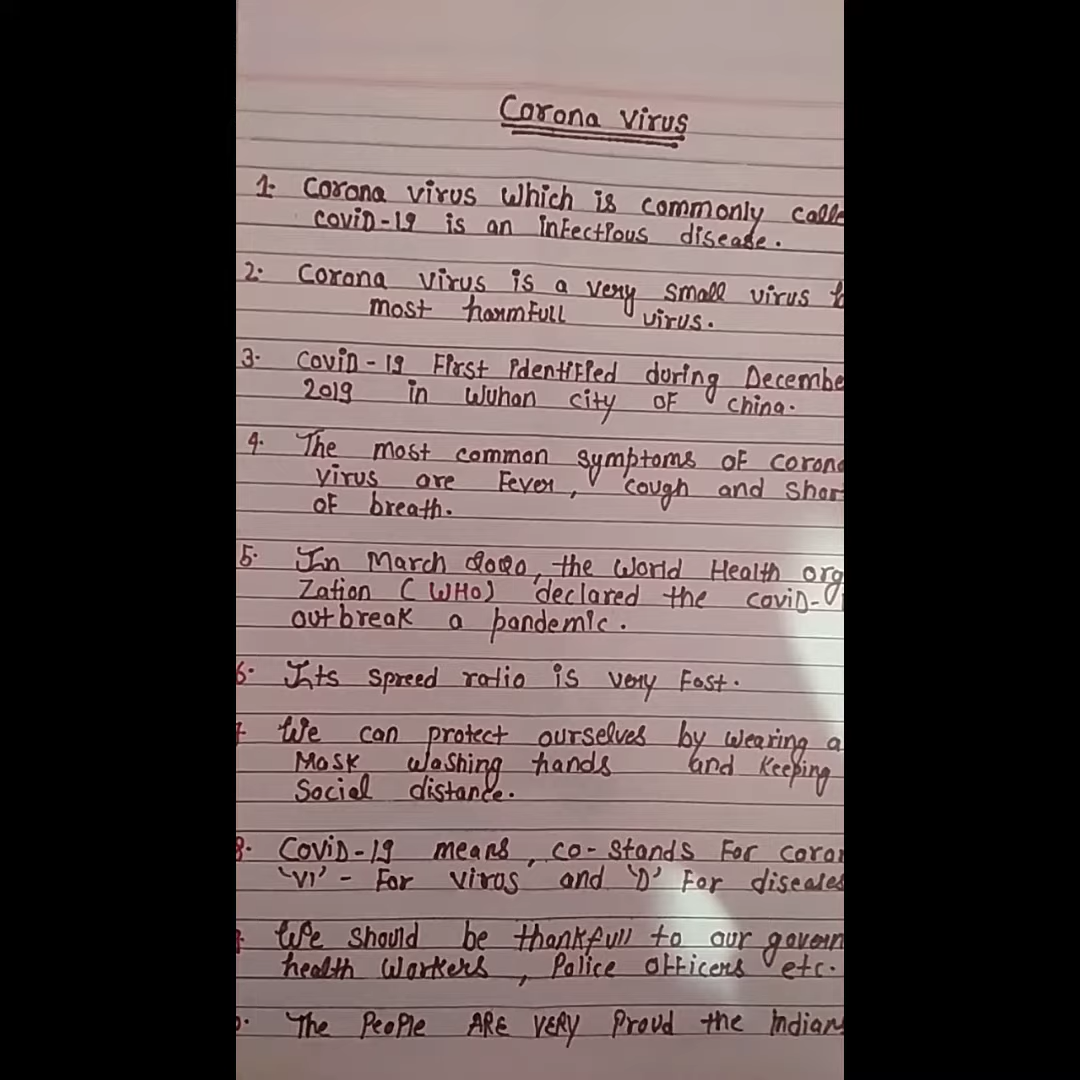 Corona Virus
1. Corona virus which is commonly calle
coviD-19 is an infectious disease.
2. Corona virus is a very small virus
most harmfull virus.
3. CoviD-19 First identified during Decembe
2019 in Wuhan city of china.
4. The most common symptoms of corona
virus are Fever, cough and Shor
of breath.
5. In March 2020, the World Health org
Zation (WHO) declared the coviD-1
outbreak a pandemic.
6. Its spreed ratio is very Fast.
7. We can protect ourselves by wearing a
Mask washing hands and Keeping
Social distance.
8. CoviD-19 means, co-stands For coron
'VI' - For virus and 'D' For diseases
9. We should be thankfull to our govern
health workers, Police officers etc.
0. The People ARE VERY Proud the Indian